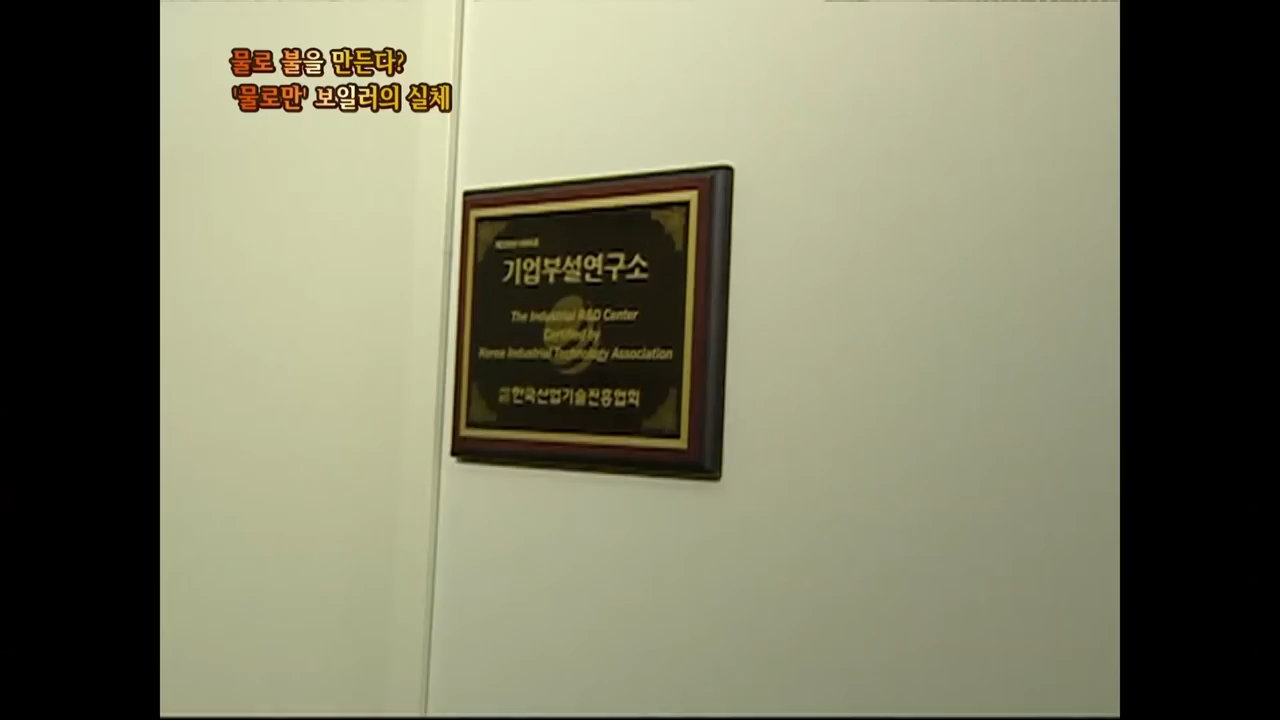 물로 불을 만든다?
'물로만' 보일러의 실체
기업부설연구소
The Industrial R&D Center
Certified by
Korea Industrial Technology Association
한국산업기술진흥협회